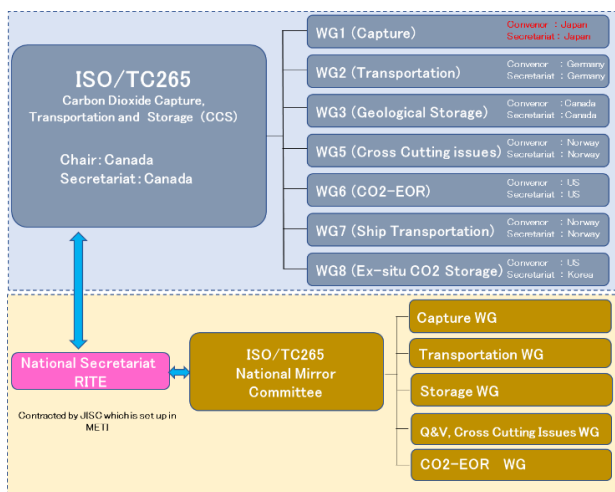 ISO/TC265
Carbon Dioxide Capture,
Transportation and Storage (CCS)
Chair:Canada
Secretariat:Canada
WG1 (Capture)
Convenor : Japan
Secretariat : Japan
WG2 (Transportation)
Convenor : Germany
Secretariat : Germany
WG3 (Geological Storage)
Convenor :Canada
Secretariat :Canada
WG5 (Cross Cutting issues)
Convenor : Norway
Secretariat : Norway
WG6 (CO2-EOR)
Convenor : US
Secretariat : US
WG7 (Ship Transportation)
Convenor : Norway
Secretariat : Norway
WG8 (Ex-situ CO2 Storage)
Convenor : US
Secretariat : Korea
National Secretariat
RITE
Contracted by JISC which is set up in
METI
ISO/TC265
National Mirror
Committee
Capture WG
Transportation WG
Storage WG
Q&V, Cross Cutting Issues WG
CO2-EOR WG